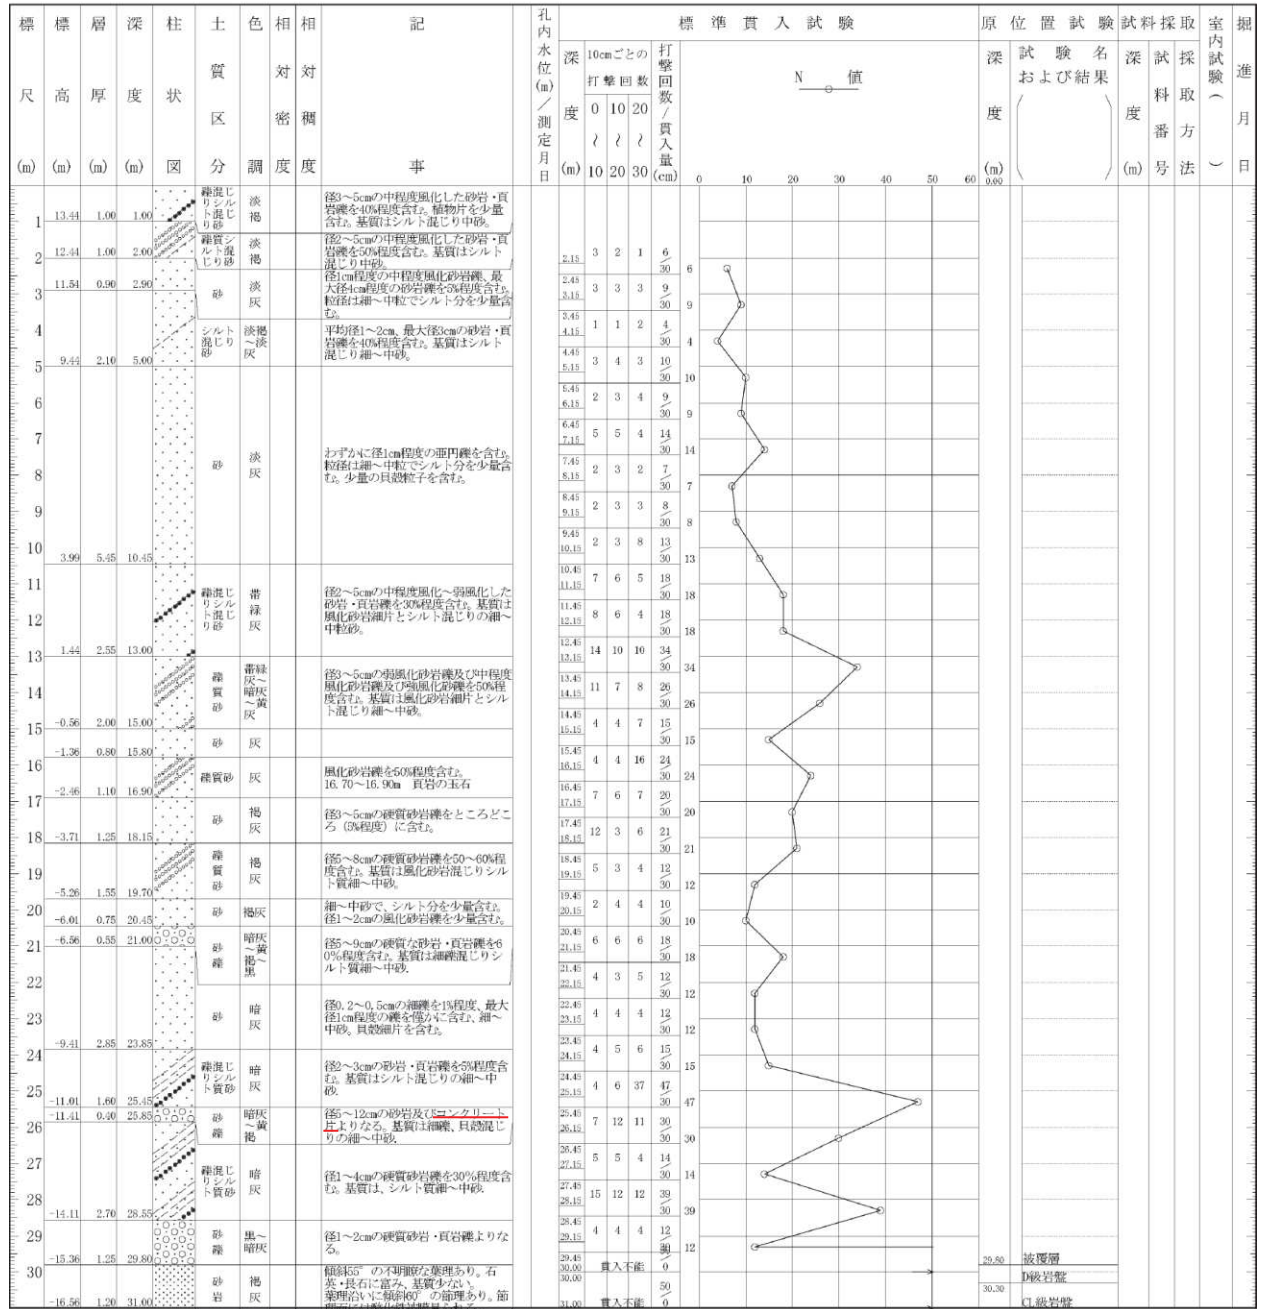 標尺(m) 標高(m) 層厚(m) 深度(m) 柱状図 土質区分 色調 相対密度 相対稠度 記事 孔内水位(m)／測定月日 標準貫入試験 原位置試験 試料採取 室内試験( ) 掘進月日
深度(m) 10cmごとの打撃回数 打撃回数/貫入量(cm) N 値 深度(m) 試験名および結果 深度(m) 試料番号 採取方法
0〜10 10〜20 20〜30
0 10 20 30 40 50 60 0.00
1 13.44 1.00 1.00 礫混じりシルト混じり砂 淡褐
径3～5cmの中程度風化した砂岩・頁
岩礫を40%程度含む。植物片を少量
含む。基質はシルト混じり中砂。
2 12.44 1.00 2.00 礫質シルト混じり砂 淡褐
径2～5cmの中程度風化した砂岩・頁
岩礫を50%程度含む。基質はシルト
混じり中砂。
2.15 3 2 1 6/30 6
3 11.54 0.90 2.90 砂 淡灰
径1cm程度の中程度風化砂岩礫、最
大径4cm程度の砂岩礫を5%程度含む。
粒径は細～中粒でシルト分を少量含
む。
2.45 3.15 3 3 3 9/30 9
4 5 9.44 2.10 5.00 シルト混じり砂 淡褐～淡灰
平均径1～2cm、最大径3cmの砂岩・頁
岩礫を40%程度含む。基質はシルト
混じり細～中砂。
3.45 4.15 1 1 2 4/30 4
4.45 5.15 3 4 3 10/30 10
5.45 6.15 2 3 4 9/30 9
6.45 7.15 5 5 4 14/30 14
6 7 8 9 10 3.99 5.45 10.45 砂 淡灰
わずかに径1cm程度の亜円礫を含む。
粒径は細～中粒でシルト分を少量含
む。少量の貝殻粒子を含む。
7.45 8.15 2 3 2 7/30 7
8.45 9.15 2 3 3 8/30 8
9.45 10.15 2 3 8 13/30 13
10.45 11.15 7 6 5 18/30 18
11 12 13 1.44 2.55 13.00 礫混じりシルト混じり砂 帯緑灰
径2～5cmの中程度風化～弱風化した
砂岩・頁岩礫を30%程度含む。基質は
風化砂岩細片とシルト混じりの細～
中粒砂。
11.45 12.15 8 6 4 18/30 18
12.45 13.15 14 10 10 34/30 34
14 15 -0.56 2.00 15.00 礫質砂 帯緑灰～暗灰～黄灰
径3～5cmの弱風化砂岩礫及び中程度
風化砂岩礫及び強風化砂礫を50%程
度含む。基質は風化砂岩細片とシル
ト混じり細～中砂。
13.45 14.15 11 7 8 26/30 26
14.45 15.15 4 4 7 15/30 15
-1.36 0.80 15.80 砂 灰
15.45 16.15 4 4 16 24/30 24
16 -2.46 1.10 16.90 礫質砂 灰
風化砂岩礫を50%程度含む。
16.70～16.90m 頁岩の玉石
16.45 17.15 7 6 7 20/30 20
17 18 -3.71 1.25 18.15 砂 褐灰
径3～5cmの硬質砂岩礫をところどこ
ろ（5%程度）に含む。
17.45 18.15 12 3 6 21/30 21
19 -5.26 1.55 19.70 礫質砂 褐灰
径5～8cmの硬質砂岩礫を50～60%程
度含む。基質は風化砂岩混じりシル
ト質細～中砂。
18.45 19.15 5 3 4 12/30 12
20 -6.01 0.75 20.45 砂 褐灰
細～中砂で、シルト分を少量含む。
径1～2cmの風化砂岩礫を少量含む。
19.45 20.15 2 4 4 10/30 10
21 -6.56 0.55 21.00 砂礫 暗灰～黄褐～黒
径5～9cmの硬質な砂岩・頁岩礫を6
0%程度含む。基質は細礫混じりシ
ルト質細～中砂.
20.45 21.15 6 6 6 18/30 18
21.45 22.15 4 3 5 12/30 12
22 23 -9.41 2.85 23.85 砂 暗灰
径0.2～0.5cmの細礫を1%程度、最大
径1cm程度の礫を僅かに含む、細～
中砂。貝殻細片を含む。
22.45 23.15 4 4 4 12/30 12
23.45 24.15 4 5 6 15/30 15
24 25 -11.01 1.60 25.45 礫混じりシルト質砂 暗灰
径2～3cmの砂岩・頁岩礫を5%程度含
む。基質はシルト混じりの細～中
砂.
24.45 25.15 4 6 37 47/30 47
-11.41 0.40 25.85 砂礫 暗灰～黄褐
径5～12cmの砂岩及びコンクリート
片よりなる。基質は細礫、貝殻混じ
りの細～中砂.
25.45 26.15 7 12 11 30/30 30
26 27 28 -14.11 2.70 28.55 礫混じりシルト質砂 暗灰
径1～4cmの硬質砂岩礫を30%程度含
む。基質は、シルト質細～中砂.
26.45 27.15 5 5 4 14/30 14
27.45 28.15 15 12 12 39/30 39
29 -15.36 1.25 29.80 砂礫 黒～暗灰
径1～2cmの硬質砂岩・頁岩礫よりな
る。
28.45 29.15 4 4 4 12/30 12
29.45 30.00 貫入不能 0 29.80 被覆層
30 -16.56 1.20 31.00 砂岩 褐灰
傾斜55°の不明瞭な葉理あり。石
英・長石に富み、基質少ない。
葉理沿いに傾斜60°の節理あり。節
30.00 31.00 貫入不能 50/0 D級岩盤
30.30 CL級岩盤